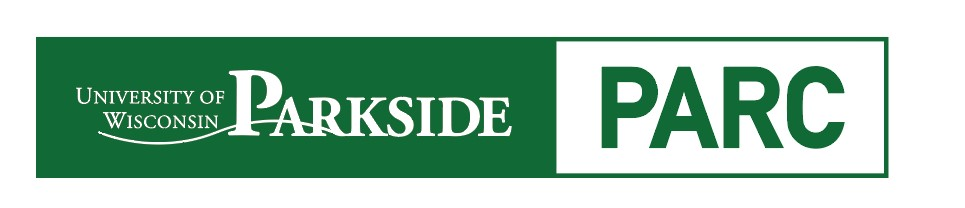 UNIVERSITY OF
WISCONSIN PARKSIDE
PARC